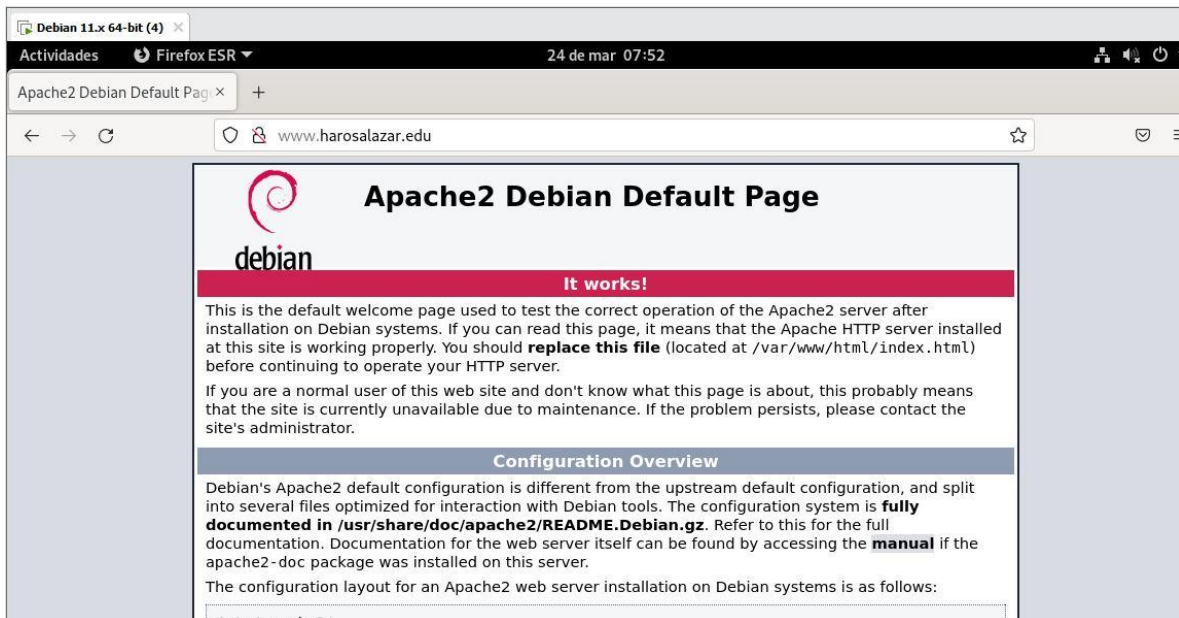 Debian 11.x 64-bit (4)
Actividades Firefox ESR 24 de mar 07:52
Apache2 Debian Default Pag
www.harosalazar.edu
debian
Apache2 Debian Default Page
It works!
This is the default welcome page used to test the correct operation of the Apache2 server after
installation on Debian systems. If you can read this page, it means that the Apache HTTP server installed
at this site is working properly. You should replace this file (located at /var/www/html/index.html)
before continuing to operate your HTTP server.
If you are a normal user of this web site and don't know what this page is about, this probably means
that the site is currently unavailable due to maintenance. If the problem persists, please contact the
site's administrator.
Configuration Overview
Debian's Apache2 default configuration is different from the upstream default configuration, and split
into several files optimized for interaction with Debian tools. The configuration system is fully
documented in /usr/share/doc/apache2/README.Debian.gz. Refer to this for the full
documentation. Documentation for the web server itself can be found by accessing the manual if the
apache2-doc package was installed on this server.
The configuration layout for an Apache2 web server installation on Debian systems is as follows: